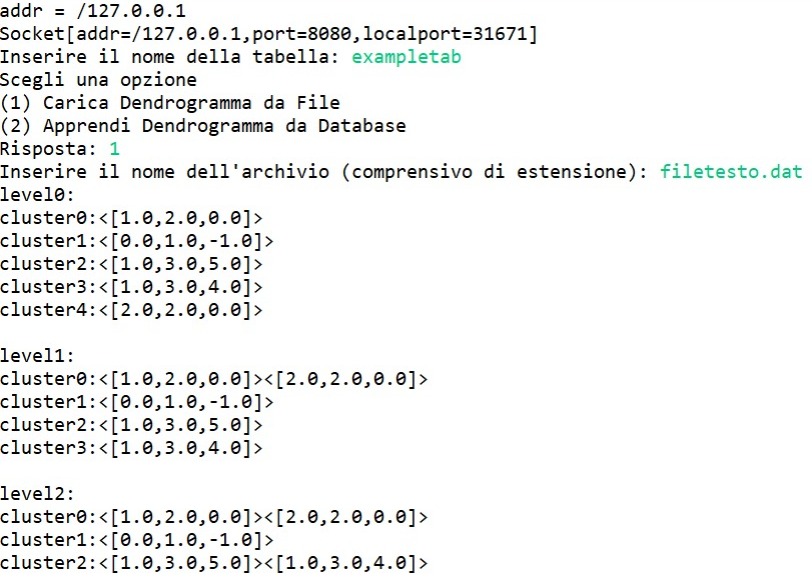 addr = /127.0.0.1
Socket[addr=/127.0.0.1,port=8080,localport=31671]
Inserire il nome della tabella: exampletab
Scegli una opzione
(1) Carica Dendrogramma da File
(2) Apprendi Dendrogramma da Database
Risposta: 1
Inserire il nome dell'archivio (comprensivo di estensione): filetesto.dat
level0:
cluster0:<[1.0,2.0,0.0]>
cluster1:<[0.0,1.0,-1.0]>
cluster2:<[1.0,3.0,5.0]>
cluster3:<[1.0,3.0,4.0]>
cluster4:<[2.0,2.0,0.0]>

level1:
cluster0:<[1.0,2.0,0.0]><[2.0,2.0,0.0]>
cluster1:<[0.0,1.0,-1.0]>
cluster2:<[1.0,3.0,5.0]>
cluster3:<[1.0,3.0,4.0]>

level2:
cluster0:<[1.0,2.0,0.0]><[2.0,2.0,0.0]>
cluster1:<[0.0,1.0,-1.0]>
cluster2:<[1.0,3.0,5.0]><[1.0,3.0,4.0]>